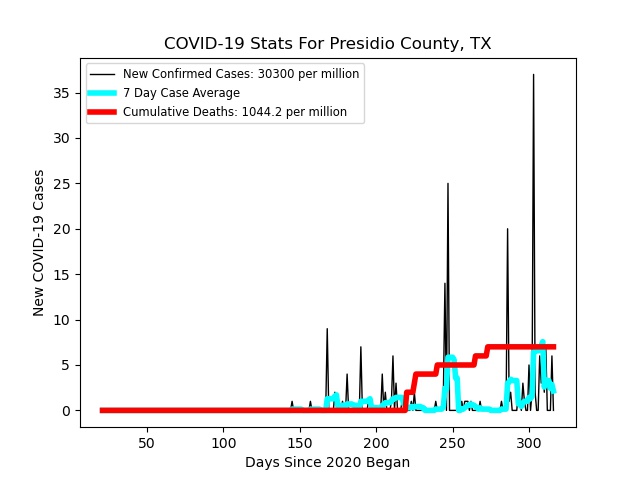 COVID-19 Stats For Presidio County, TX
New Confirmed Cases: 30300 per million
7 Day Case Average
Cumulative Deaths: 1044.2 per million
New COVID-19 Cases
35
30
25
20
15
10
5
0
50 100 150 200 250 300
Days Since 2020 Began